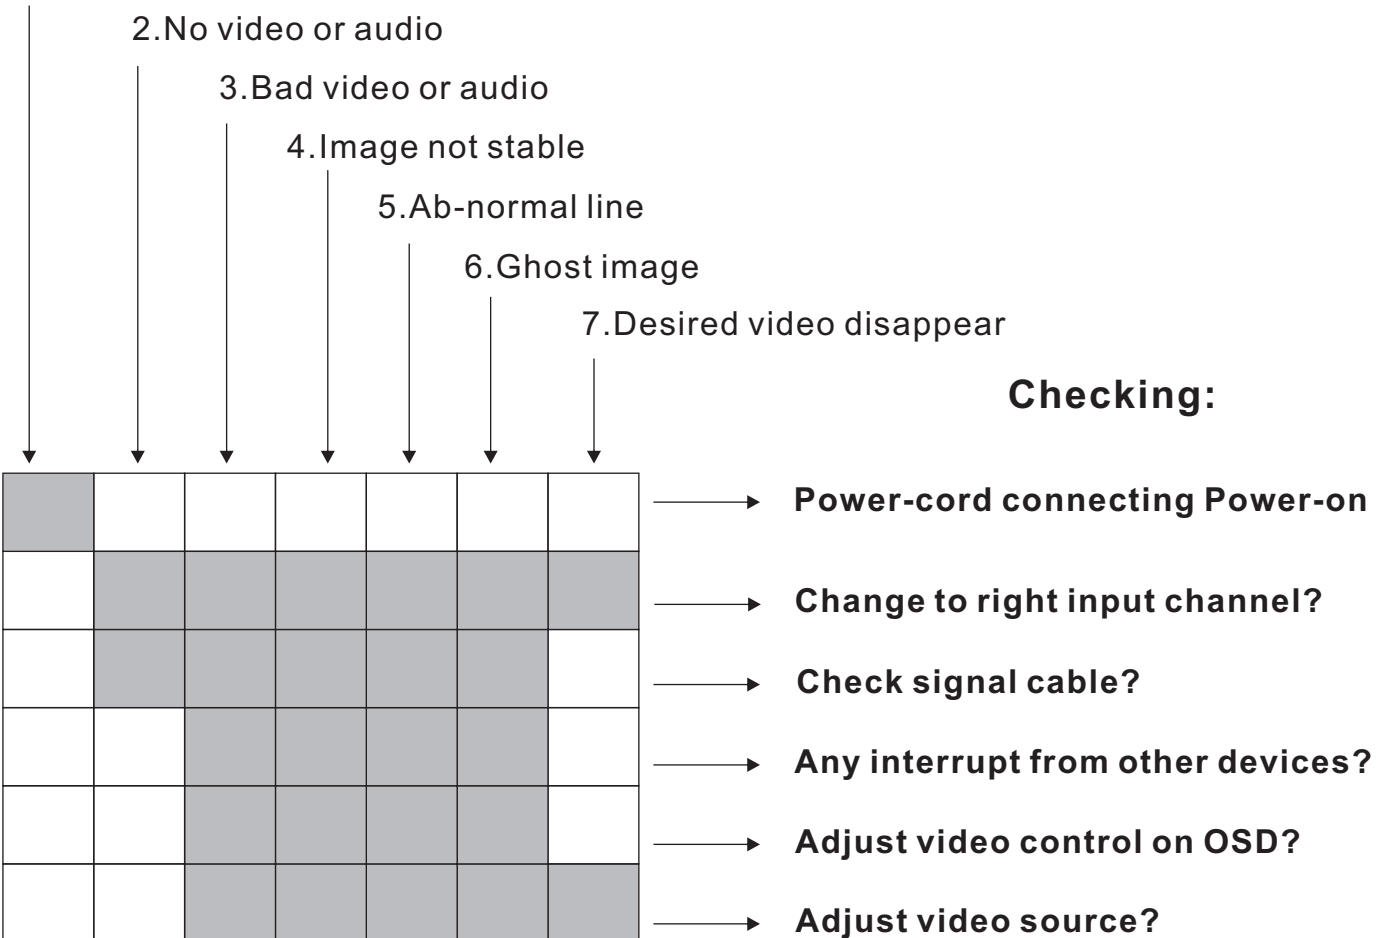 2.No video or audio
3.Bad video or audio
4.Image not stable
5.Ab-normal line
6.Ghost image
7.Desired video disappear
Checking:
Power-cord connecting Power-on
Change to right input channel?
Check signal cable?
Any interrupt from other devices?
Adjust video control on OSD?
Adjust video source?